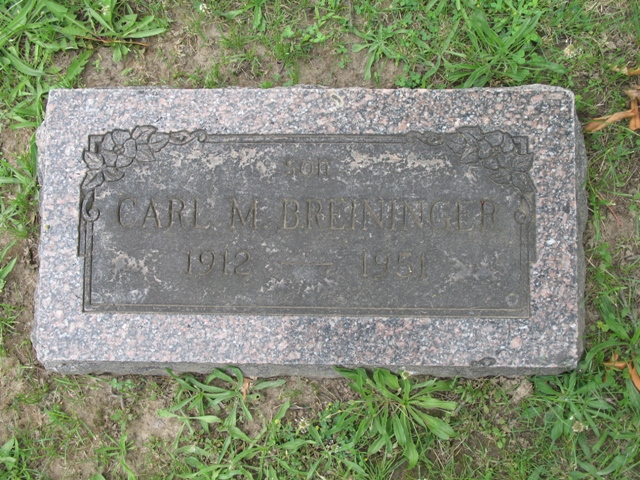 SON
CARL M. BREININGER
1912 — 1951